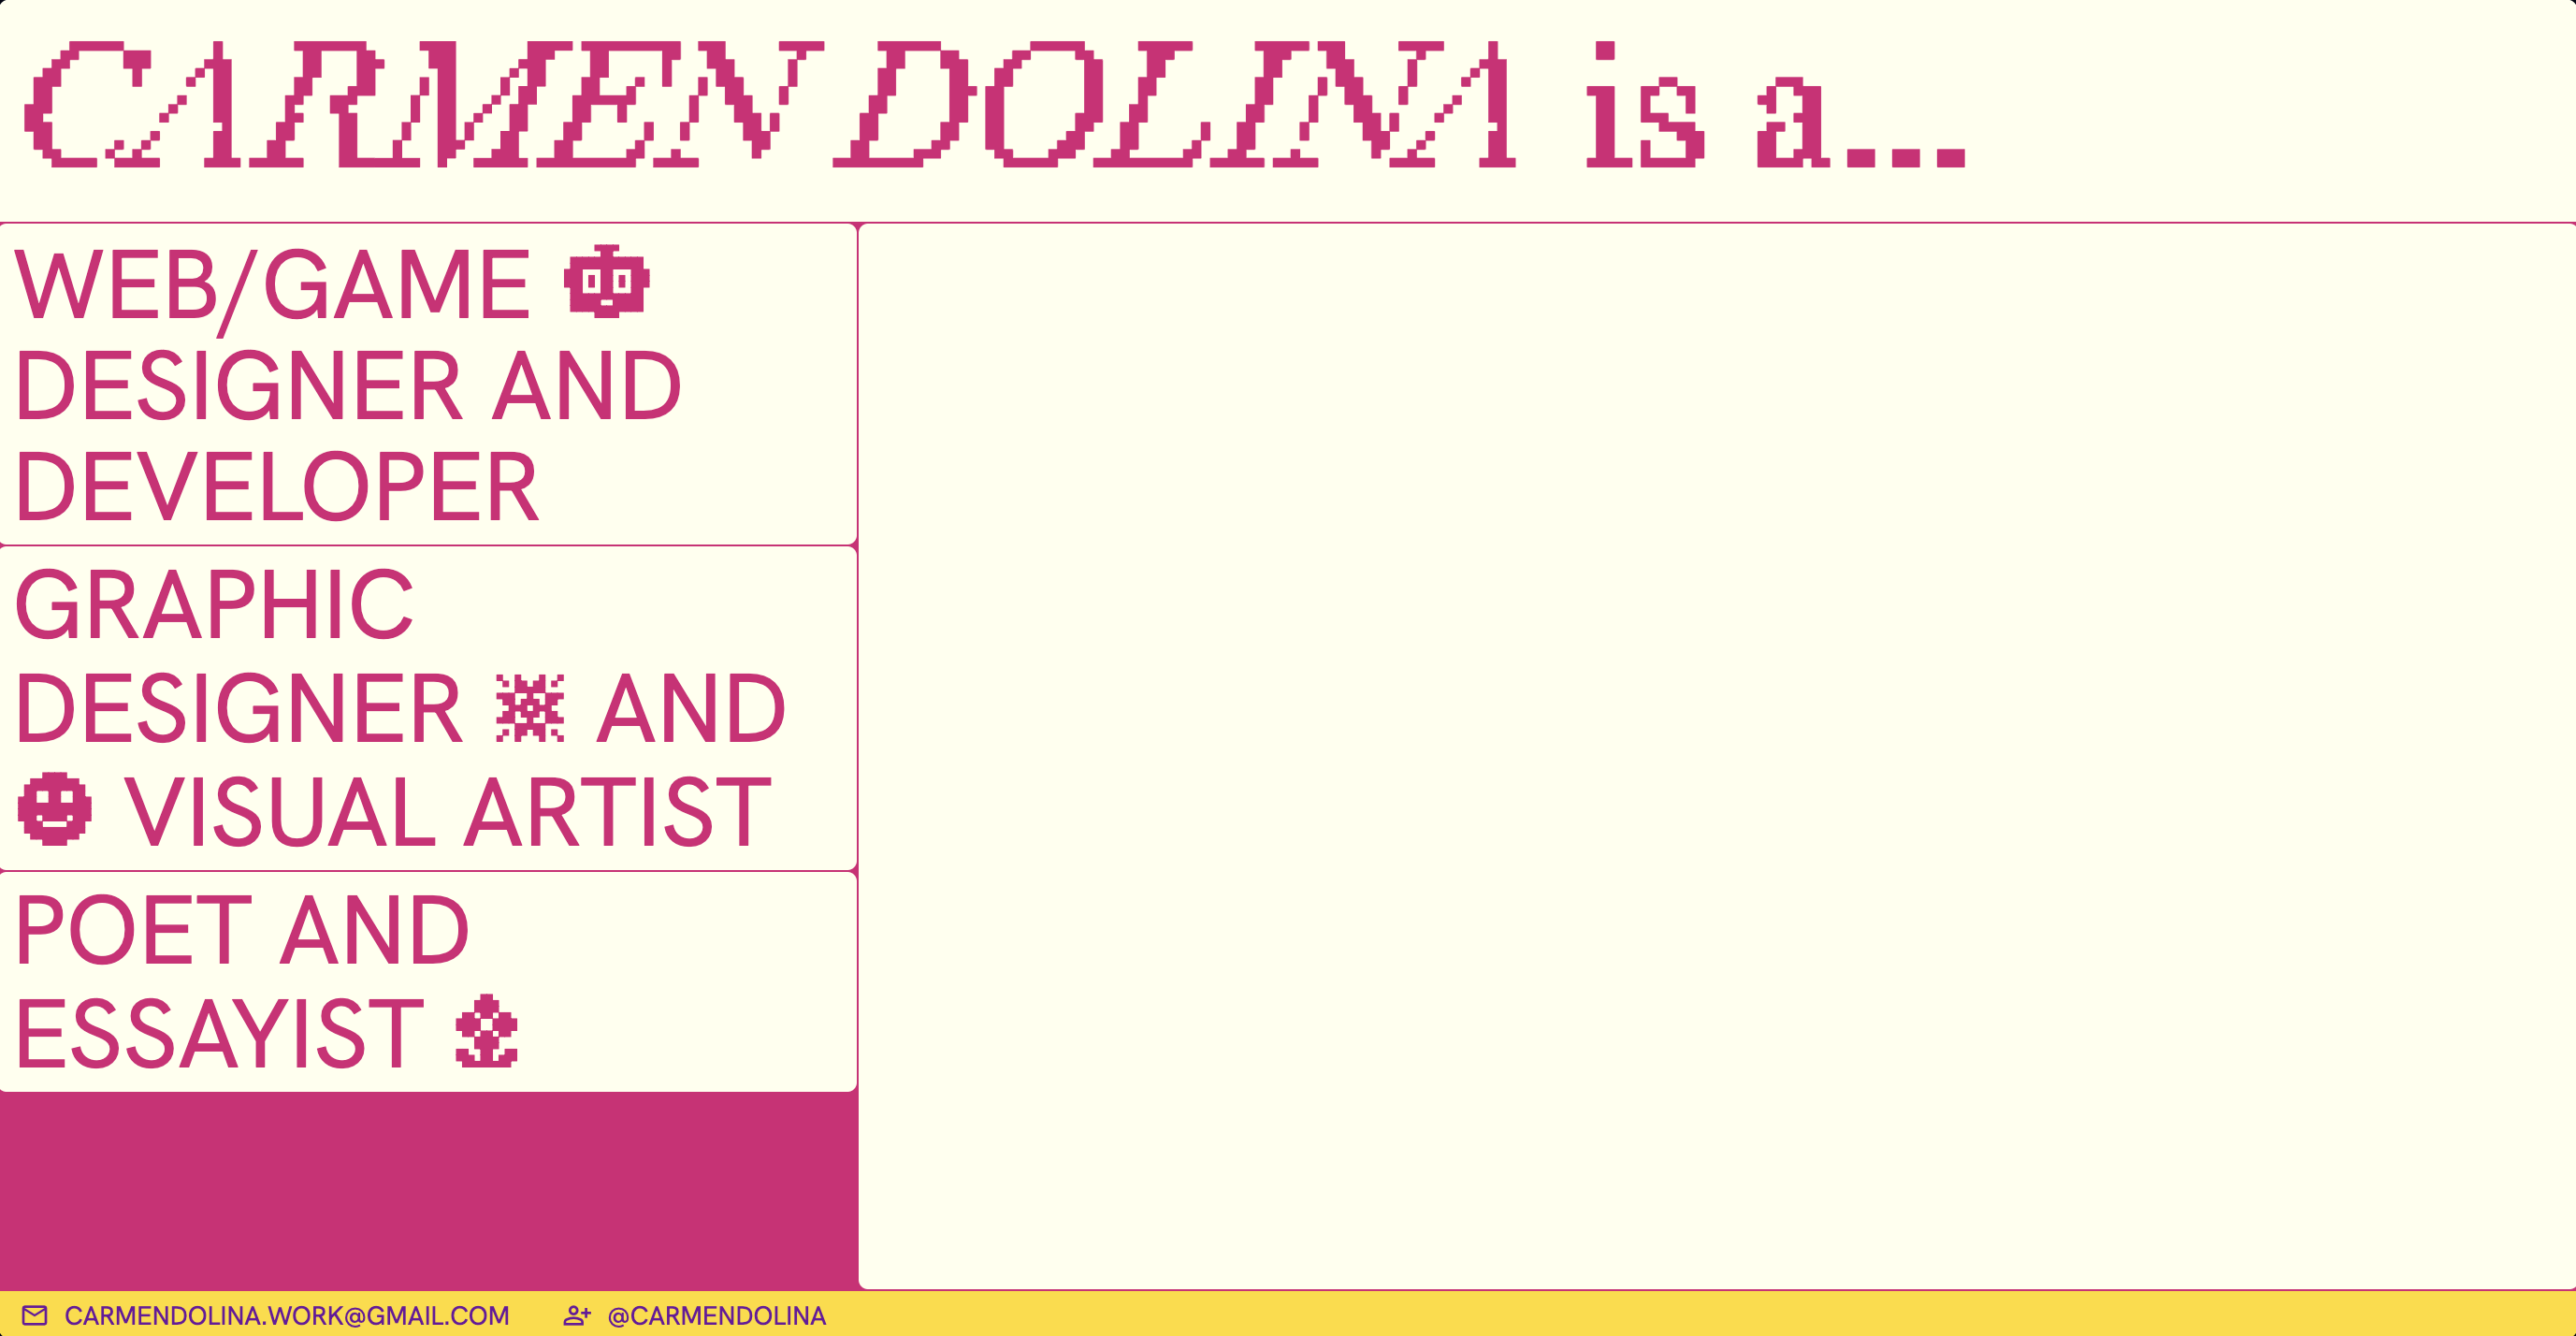 CARMEN DOLINA is a...
WEB/GAME
DESIGNER AND
DEVELOPER
GRAPHIC
DESIGNER AND
VISUAL ARTIST
POET AND
ESSAYIST
CARMENDOLINA.WORK@GMAIL.COM
@CARMENDOLINA